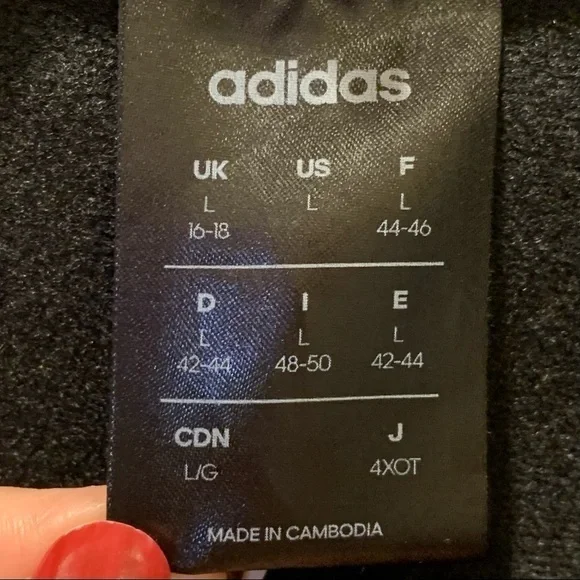 adidas
UK US F
L L L
16-18 44-46
D I E
L L L
42-44 48-50 42-44
CDN J
L/G 4XOT
MADE IN CAMBODIA